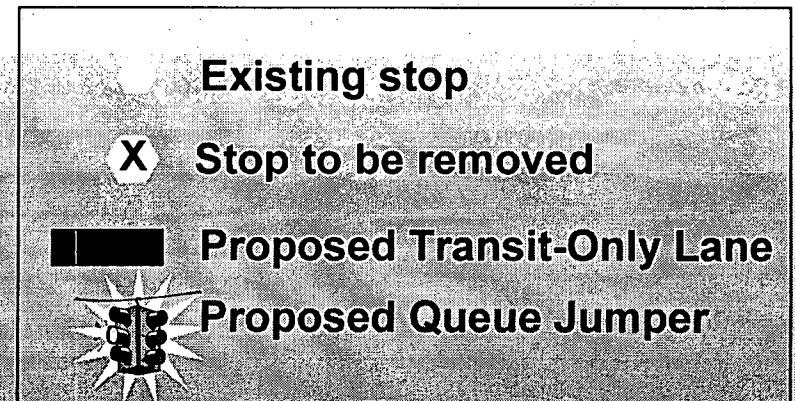 Existing stop
X Stop to be removed
Proposed Transit-Only Lane
Proposed Queue Jumper